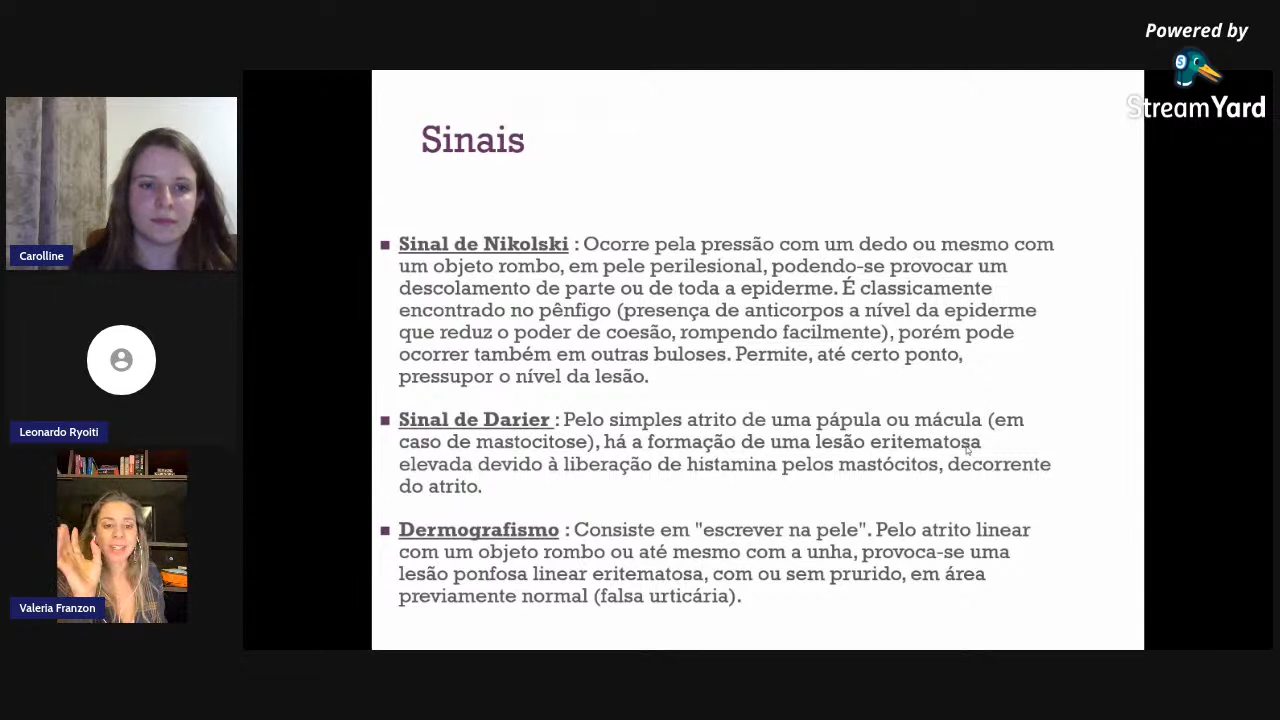 Powered by
StreamYard
Carolline
Leonardo Ryoiti
Valeria Franzon
Sinais
Sinal de Nikolski : Ocorre pela pressão com um dedo ou mesmo com
um objeto rombo, em pele perilesional, podendo-se provocar um
descolamento de parte ou de toda a epiderme. É classicamente
encontrado no pênfigo (presença de anticorpos a nível da epiderme
que reduz o poder de coesão, rompendo facilmente), porém pode
ocorrer também em outras buloses. Permite, até certo ponto,
pressupor o nível da lesão.
Sinal de Darier : Pelo simples atrito de uma pápula ou mácula (em
caso de mastocitose), há a formação de uma lesão eritematosa
elevada devido à liberação de histamina pelos mastócitos, decorrente
do atrito.
Dermografismo : Consiste em "escrever na pele". Pelo atrito linear
com um objeto rombo ou até mesmo com a unha, provoca-se uma
lesão ponfosa linear eritematosa, com ou sem prurido, em área
previamente normal (falsa urticária).